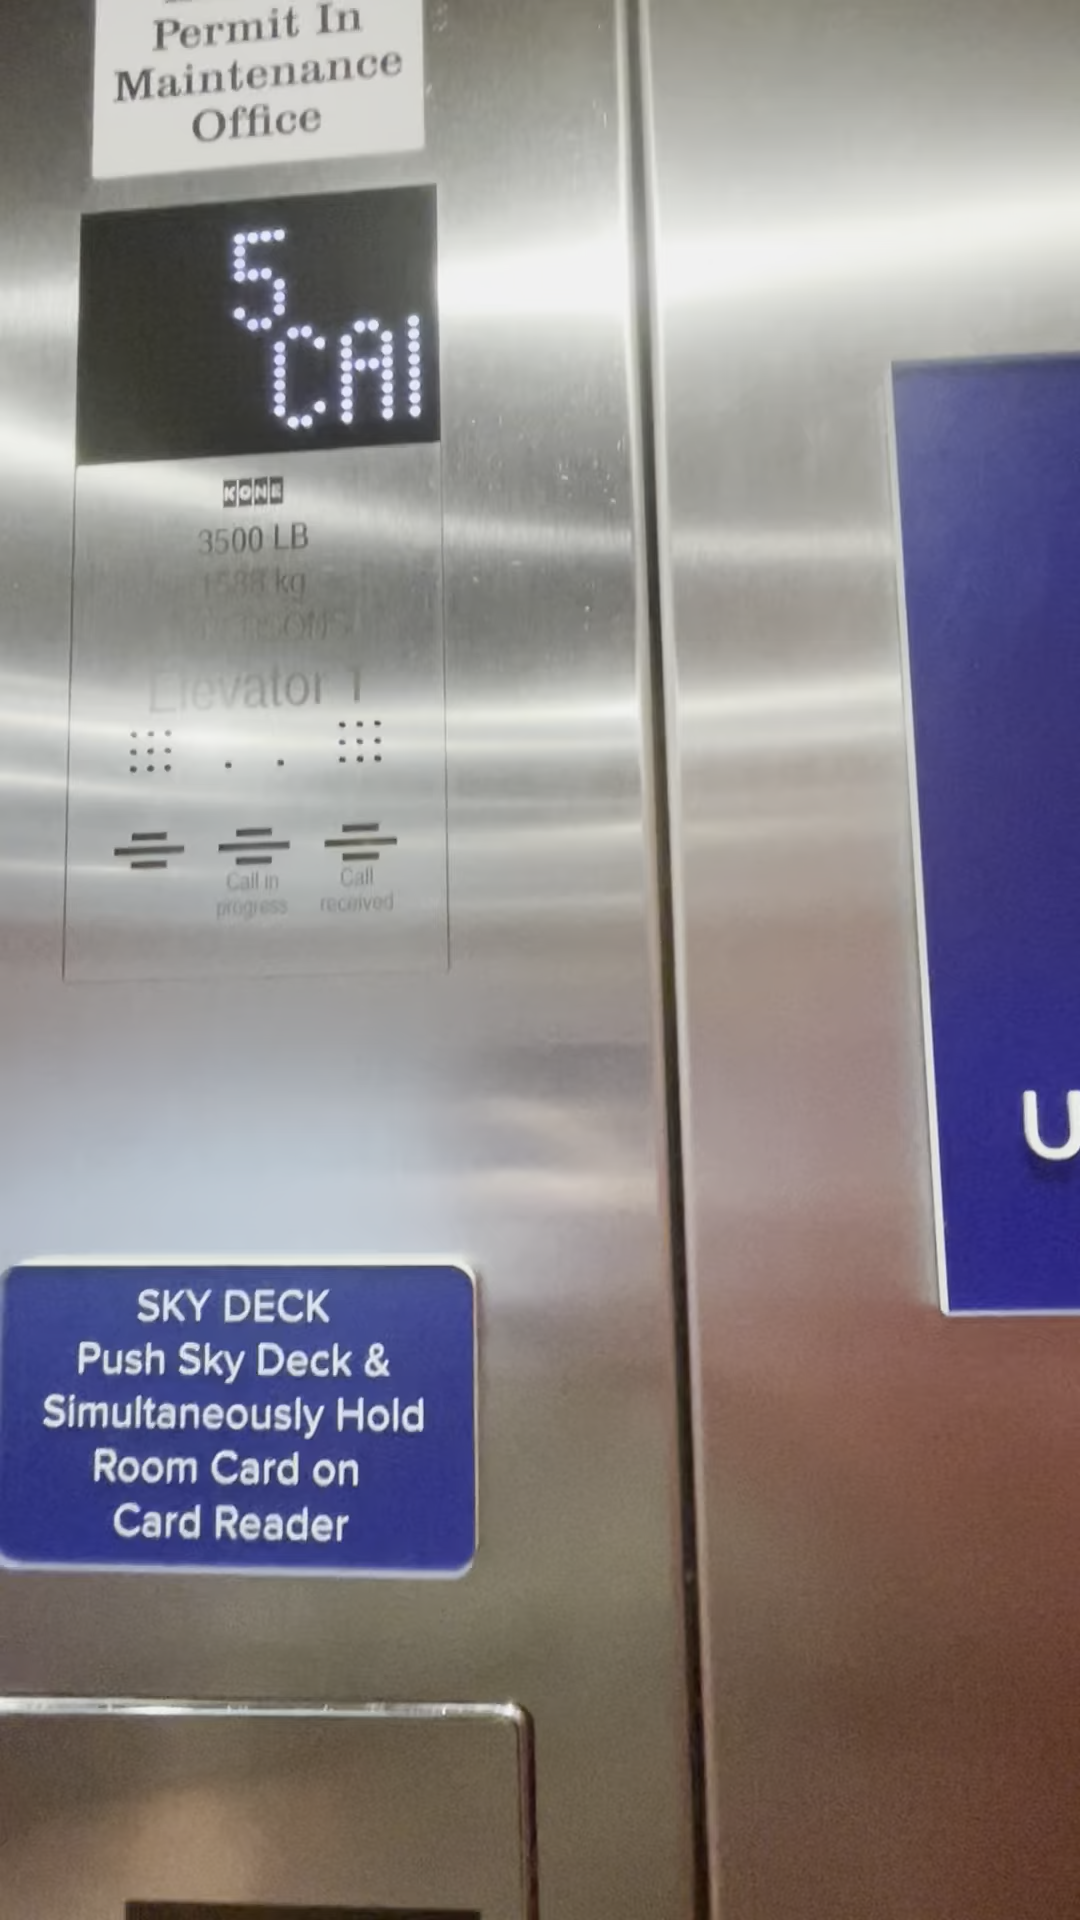 Permit In
Maintenance
Office
5
CA
KONE
3500 LB
1588 kg
Elevator 1
Call in
progress
Call
received
U
SKY DECK
Push Sky Deck &
Simultaneously Hold
Room Card on
Card Reader